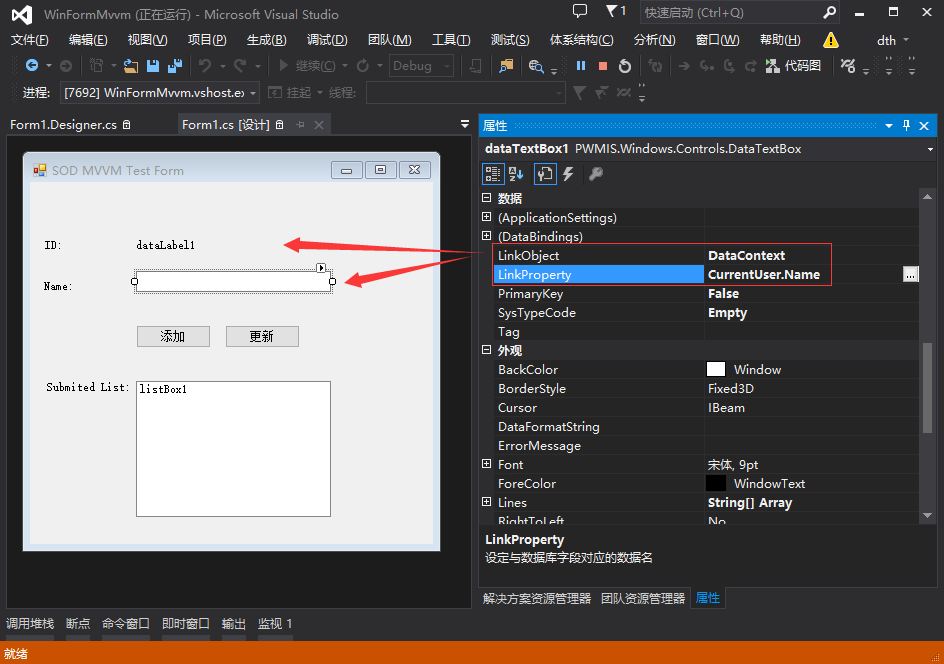 WinFormMvvm (正在运行) - Microsoft Visual Studio
1
快速启动 (Ctrl+Q)
文件(F) 编辑(E) 视图(V) 项目(P) 生成(B) 调试(D) 团队(M) 工具(T) 测试(S) 体系结构(C) 分析(N) 窗口(W) 帮助(H) dth
继续(C) Debug 代码图
进程: [7692] WinFormMvvm.vshost.ex 挂起 线程:
Form1.Designer.cs Form1.cs [设计]
SOD MVVM Test Form
ID: dataLabel1
Name:
添加 更新
Submited List: listBox1
属性
dataTextBox1 PWMIS.Windows.Controls.DataTextBox
数据
(ApplicationSettings)
(DataBindings)
LinkObject DataContext
LinkProperty CurrentUser.Name ...
PrimaryKey False
SysTypeCode Empty
Tag
外观
BackColor Window
BorderStyle Fixed3D
Cursor IBeam
DataFormatString
ErrorMessage
Font 宋体, 9pt
ForeColor WindowText
Lines String[] Array
RightToLeft No
LinkProperty
设定与数据库字段对应的数据名
解决方案资源管理器 团队资源管理器 属性
调用堆栈 断点 命令窗口 即时窗口 输出 监视 1
就绪